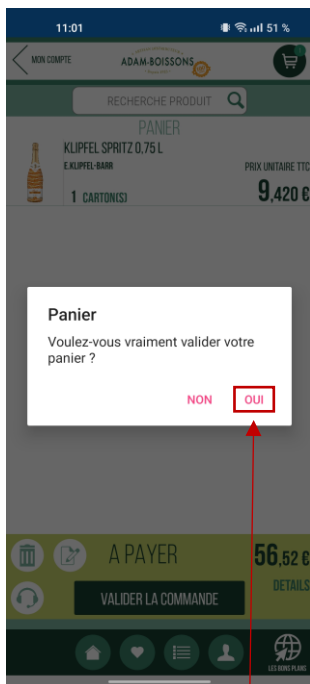 11:01 51 %
MON COMPTE ADAM-BOISSONS
RECHERCHE PRODUIT
PANIER
KLIPFEL SPRITZ 0,75 L
E.KLIPFEL-BARR PRIX UNITAIRE TTC
1 CARTON(S) 9,420 €
Panier
Voulez-vous vraiment valider votre
panier ?
NON OUI
A PAYER 56,52 €
DETAILS
VALIDER LA COMMANDE
LES BONS PLANS